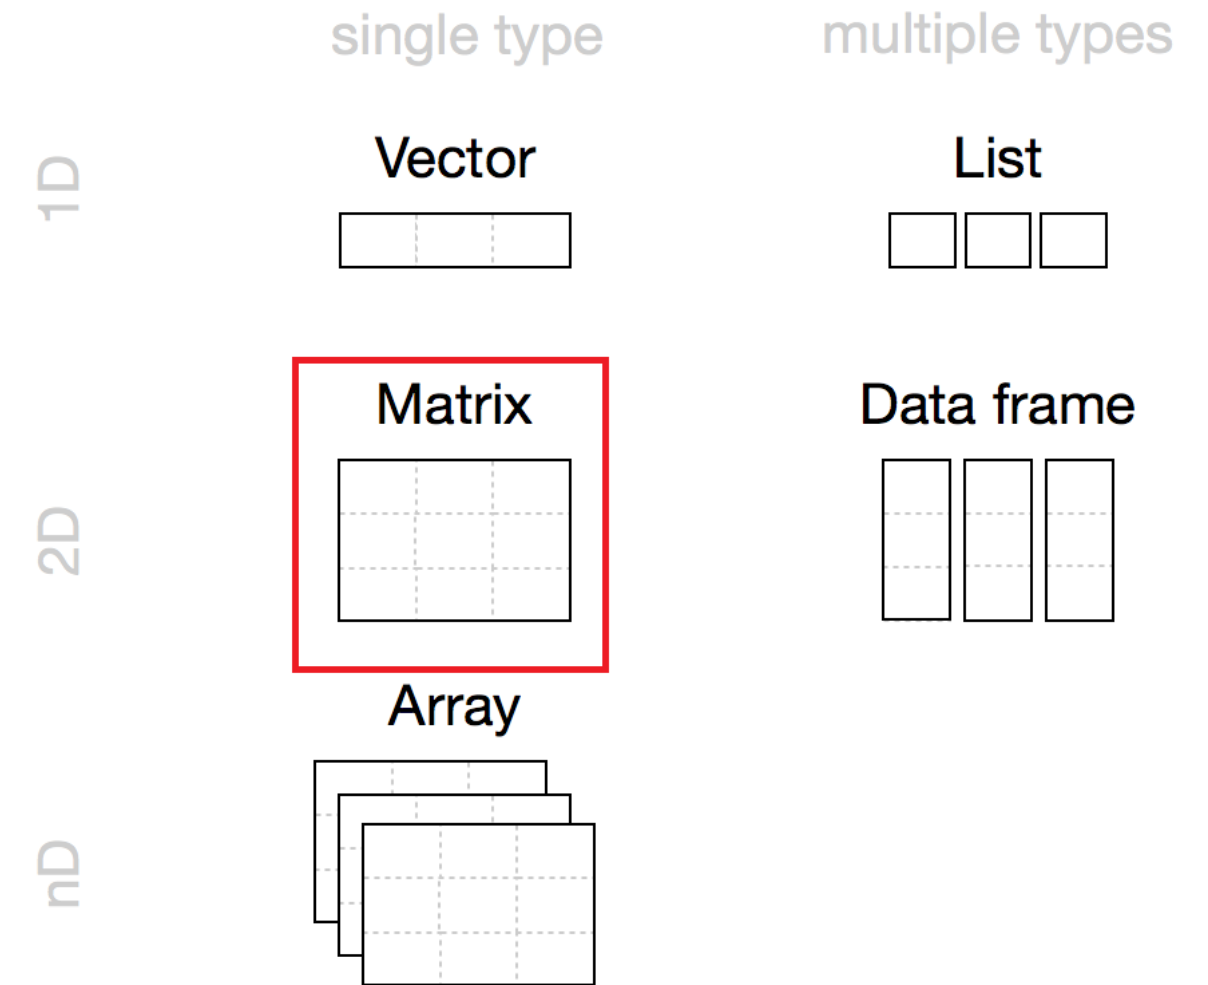 single type
multiple types
1D
Vector
List
2D
Matrix
Data frame
nD
Array